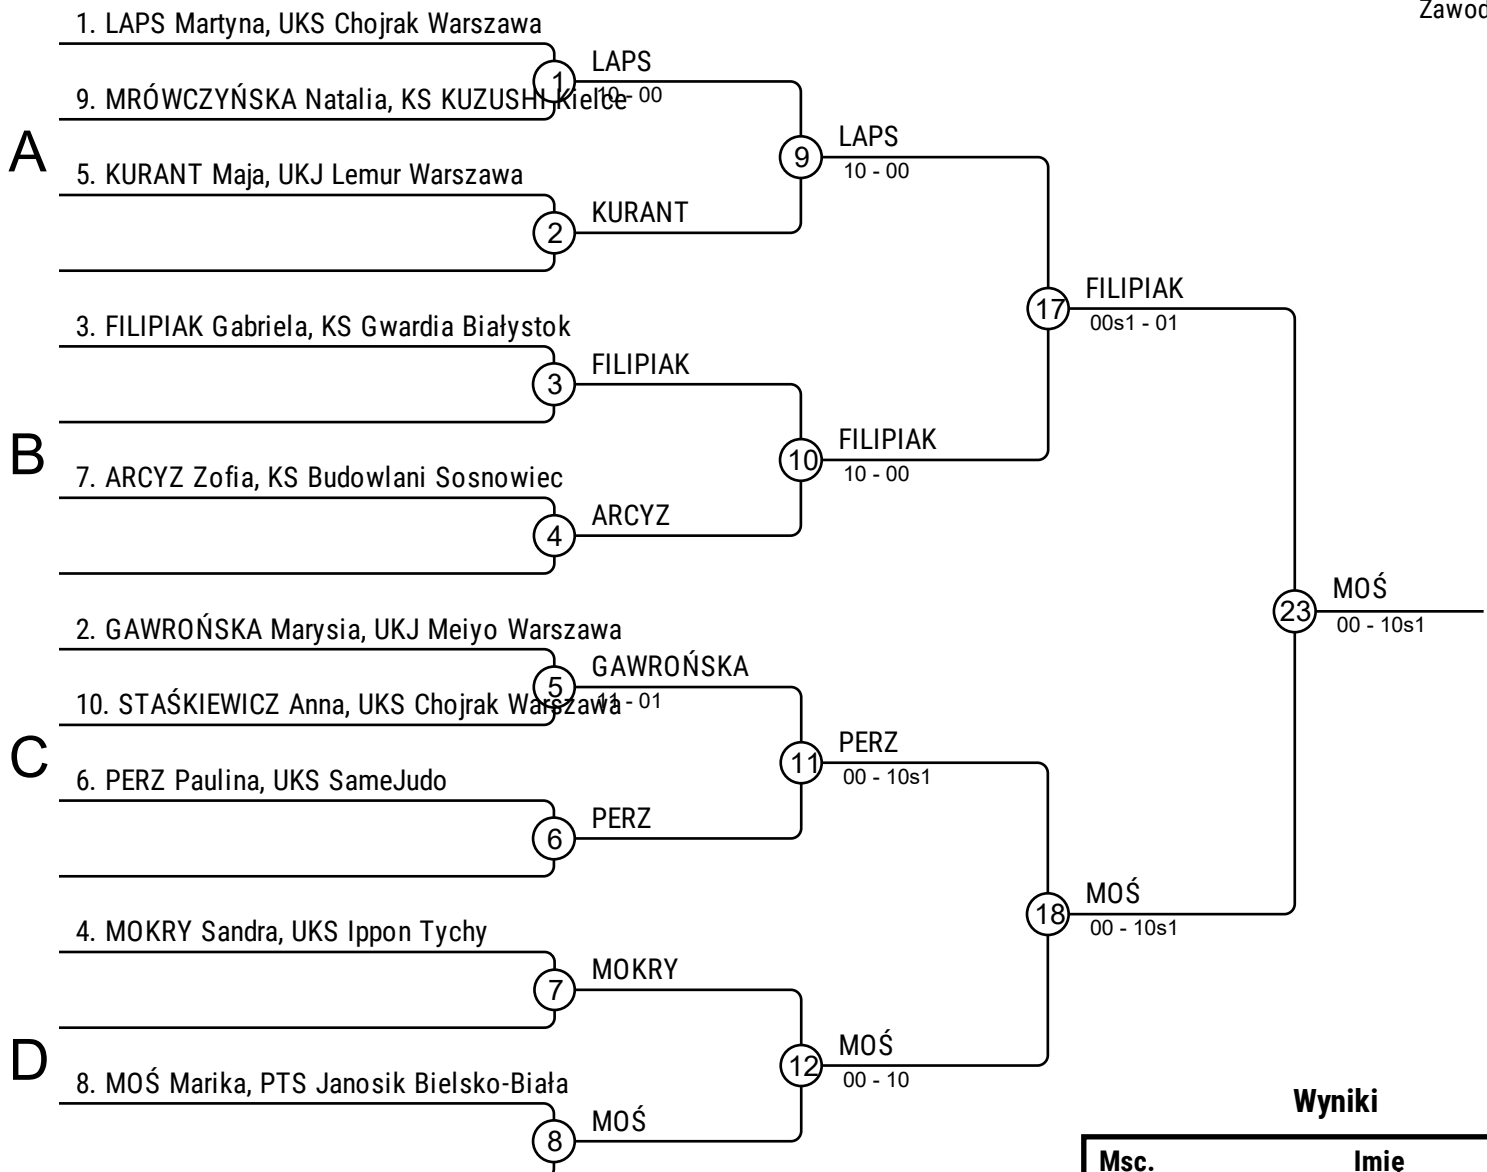 Zawod
1. LAPS Martyna, UKS Chojrak Warszawa
1
LAPS
10 - 00
9. MRÓWCZYŃSKA Natalia, KS KUZUSHI Kielce
A
9
LAPS
10 - 00
5. KURANT Maja, UKJ Lemur Warszawa
2
KURANT
17
FILIPIAK
00s1 - 01
3. FILIPIAK Gabriela, KS Gwardia Białystok
3
FILIPIAK
B
10
FILIPIAK
10 - 00
7. ARCYZ Zofia, KS Budowlani Sosnowiec
4
ARCYZ
23
MOŚ
00 - 10s1
2. GAWROŃSKA Marysia, UKJ Meiyo Warszawa
5
GAWROŃSKA
11 - 01
10. STAŚKIEWICZ Anna, UKS Chojrak Warszawa
C
11
PERZ
00 - 10s1
6. PERZ Paulina, UKS SameJudo
6
PERZ
18
MOŚ
00 - 10s1
4. MOKRY Sandra, UKS Ippon Tychy
7
MOKRY
D
12
MOŚ
00 - 10
8. MOŚ Marika, PTS Janosik Bielsko-Biała
8
MOŚ
Wyniki
Msc. Imię